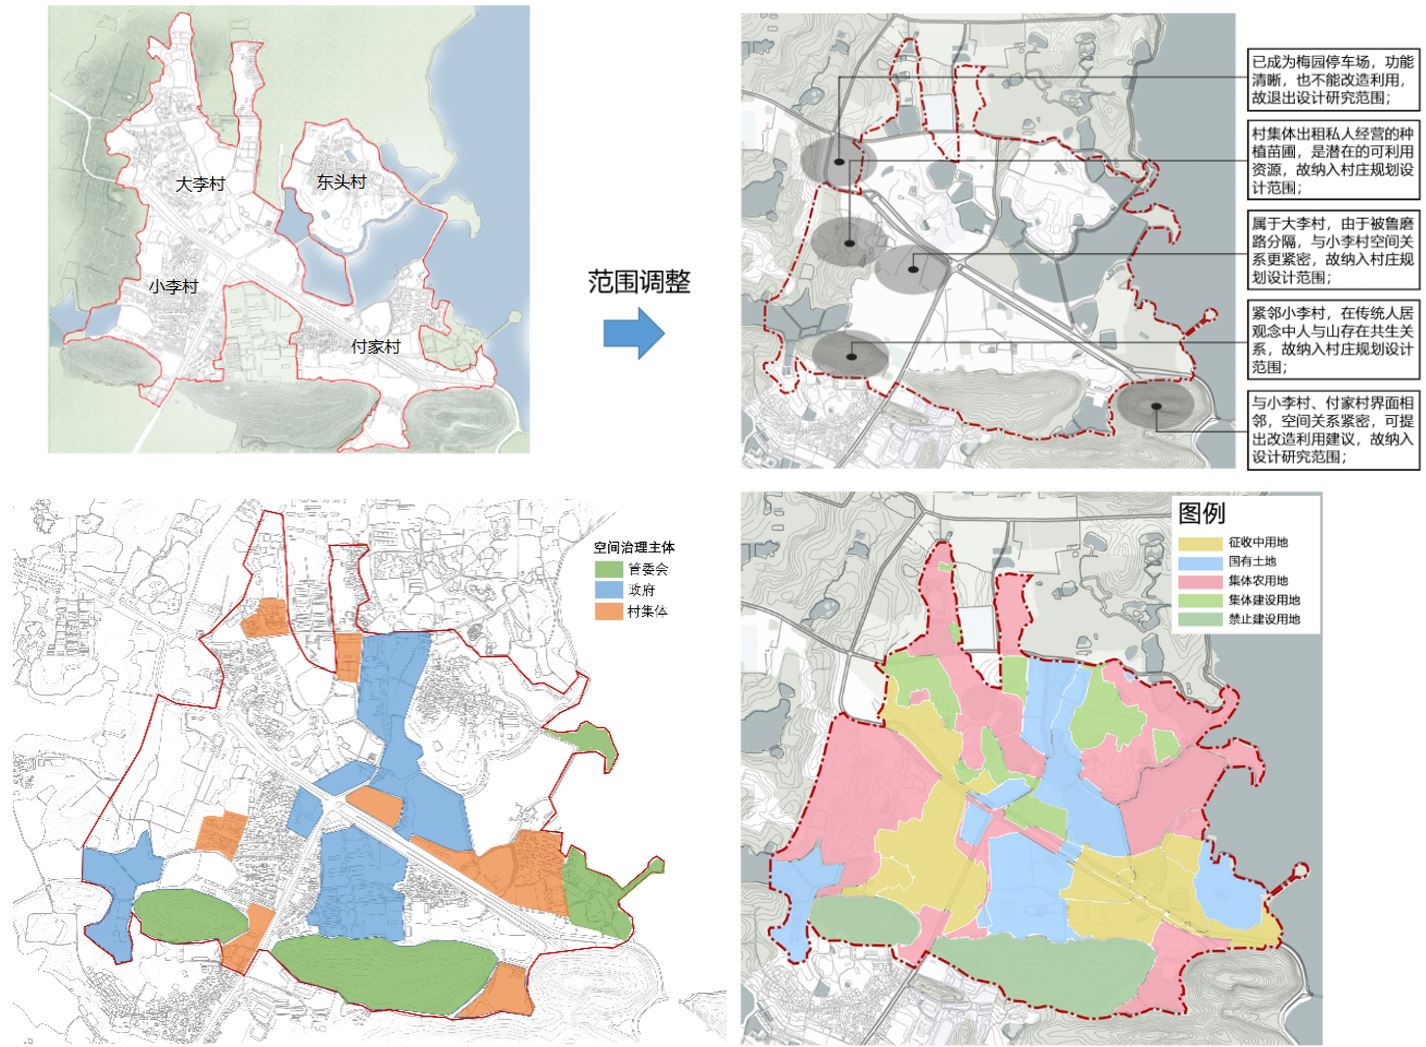 大李村
东头村
小李村
付家村
范围调整
已成为梅园停车场，功能
清晰，也不能改造利用，
故退出设计研究范围；
村集体出租私人经营的种
植苗圃，是潜在的可利用
资源，故纳入村庄规划设
计范围；
属于大李村，由于被鲁磨
路分隔，与小李村空间关
系更紧密，故纳入村庄规
划设计范围；
紧邻小李村，在传统人居
观念中人与山存在共生关
系，故纳入村庄规划设计
范围；
与小李村、付家村界面相
邻，空间关系紧密，可提
出改造利用建议，故纳入
设计研究范围；
空间治理主体
管委会
政府
村集体
图例
征收中用地
国有土地
集体农用地
集体建设用地
禁止建设用地